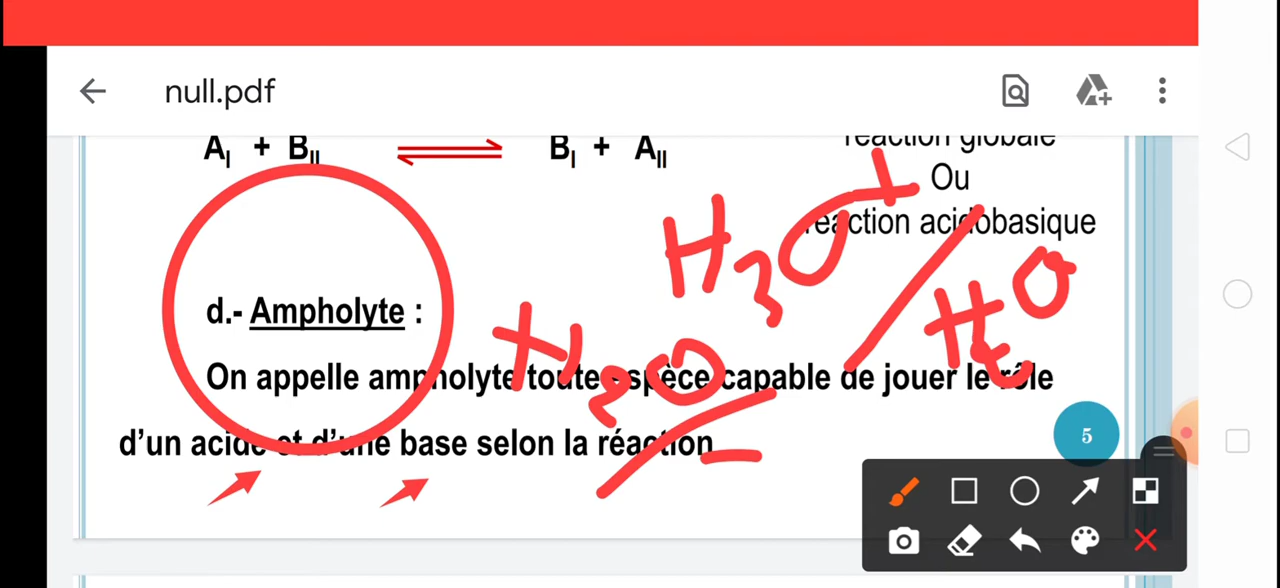 null.pdf
A_I + B_II ⇌ B_I + A_II
réaction globale
Ou
réaction acidobasique
H3O+ / H2O
d.- Ampholyte :
H2O /
On appelle ampholyte toute espèce capable de jouer le rôle
d'un acide et d'une base selon la réaction
5